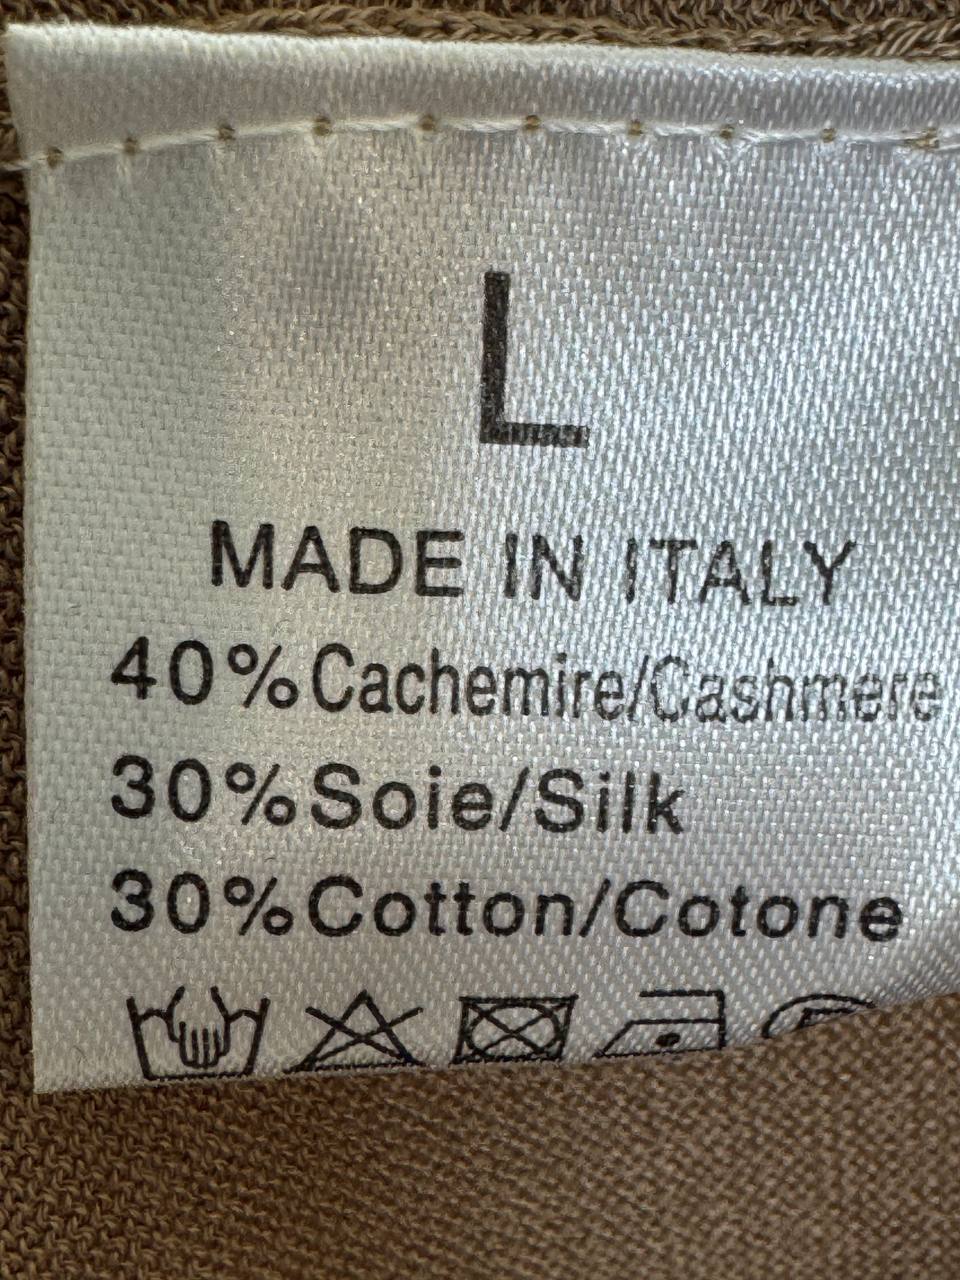 L
MADE IN ITALY
40%Cachemire/Cashmere
30%Soie/Silk
30%Cotton/Cotone